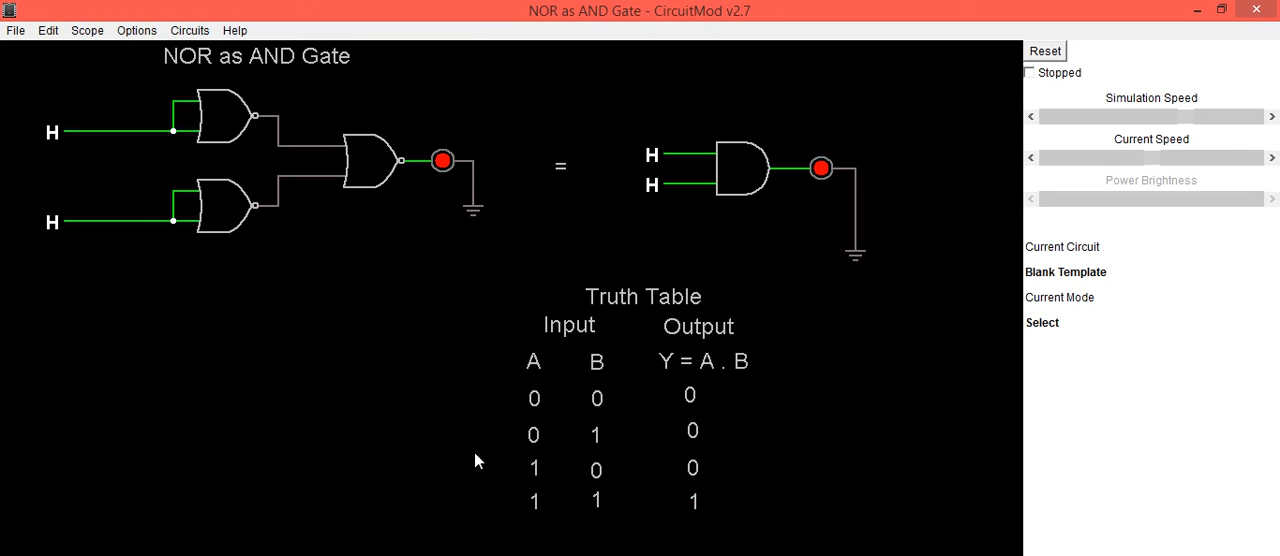 NOR as AND Gate - CircuitMod v2.7
File Edit Scope Options Circuits Help
NOR as AND Gate
H
H
=
H
H
Truth Table
Input Output
A B Y = A . B
0 0 0
0 1 0
1 0 0
1 1 1
Reset
Stopped
Simulation Speed
Current Speed
Power Brightness
Current Circuit
Blank Template
Current Mode
Select